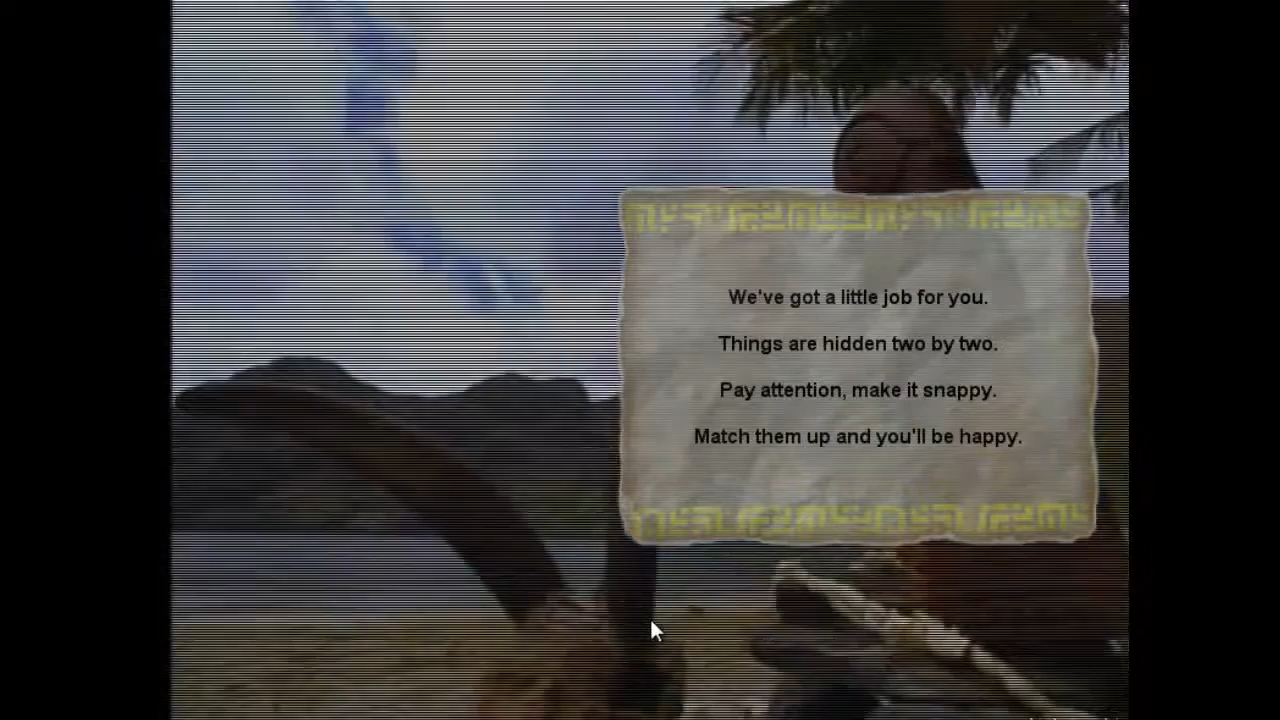 We've got a little job for you.
Things are hidden two by two.
Pay attention, make it snappy.
Match them up and you'll be happy.